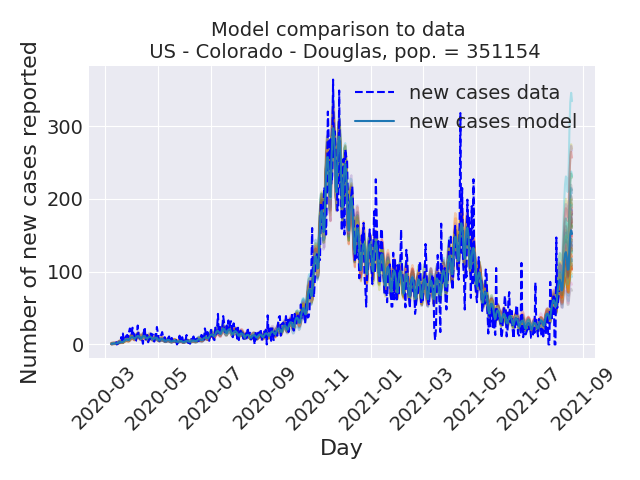 Model comparison to data
US - Colorado - Douglas, pop. = 351154
new cases data
new cases model
Number of new cases reported
300
200
100
0
2020-03
2020-05
2020-07
2020-09
2020-11
2021-01
2021-03
2021-05
2021-07
2021-09
Day